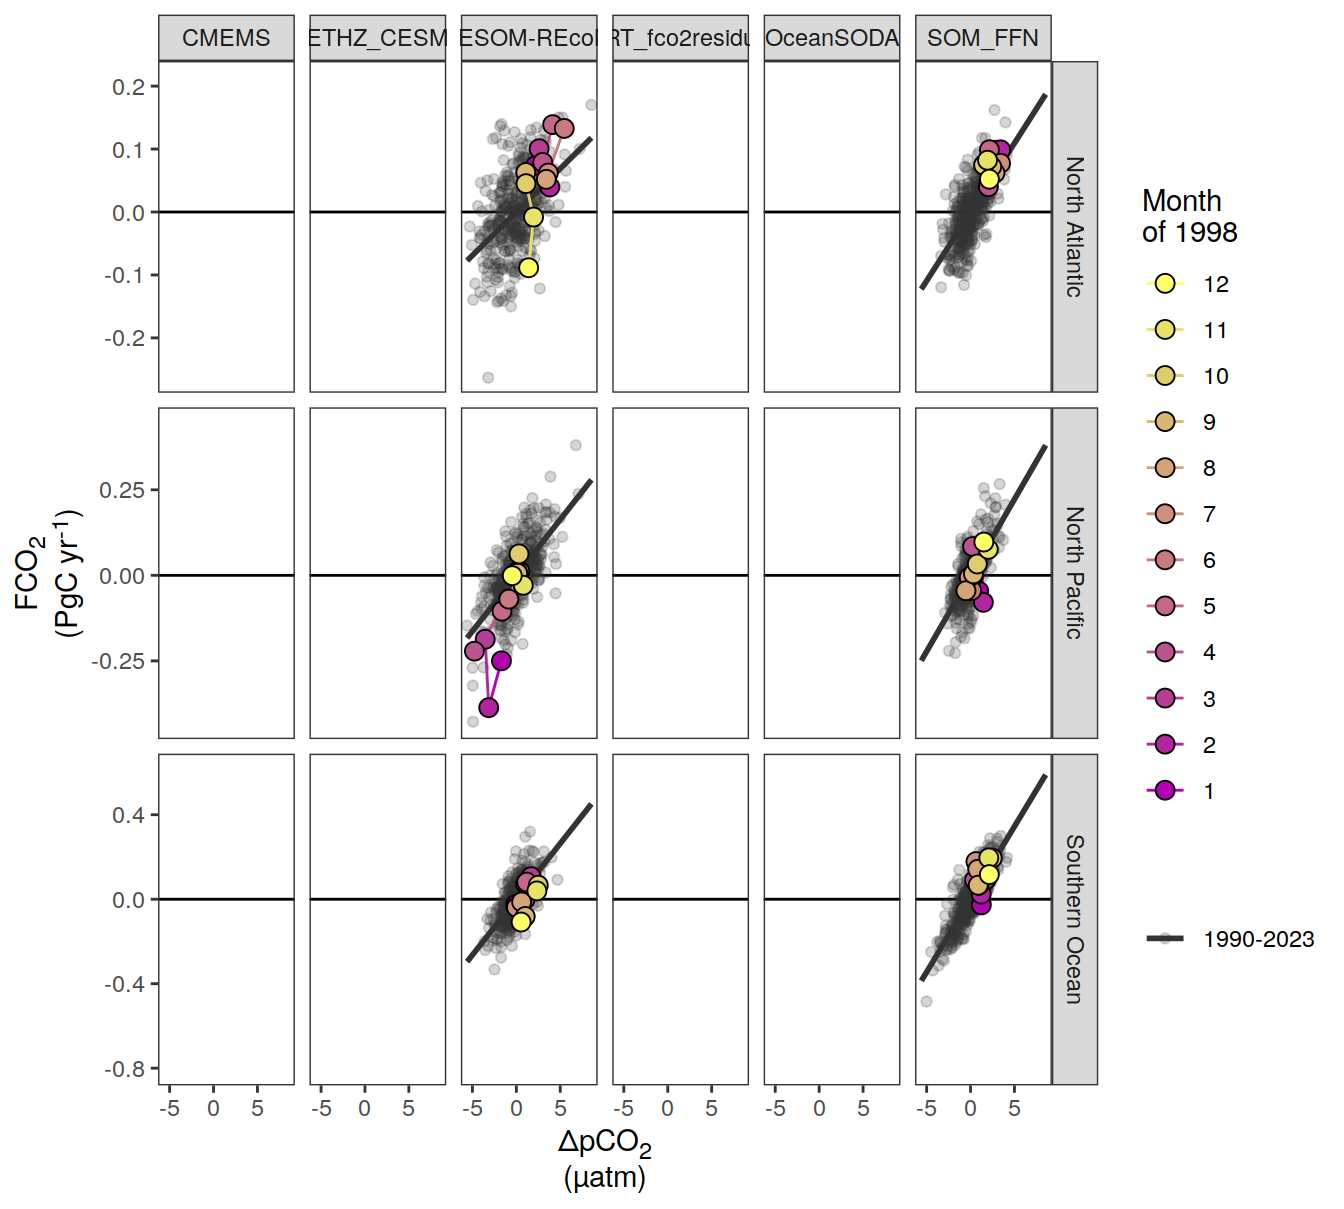 CMEMS ETHZ_CESM ESOM-REcoM RT_fco2residu OceanSODA SOM_FFN
0.2
0.1
0.0
-0.1
-0.2
North Atlantic
0.25
0.00
-0.25
North Pacific
0.4
0.0
-0.4
-0.8
Southern Ocean
-5 0 5 -5 0 5 -5 0 5 -5 0 5 -5 0 5 -5 0 5
ΔpCO₂
(µatm)
FCO₂
(PgC yr⁻¹)
Month
of 1998
12
11
10
9
8
7
6
5
4
3
2
1
1990-2023